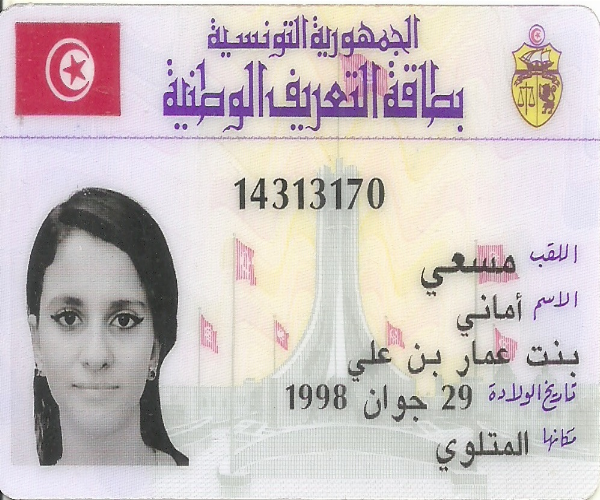 الجمهورية التونسية
بطاقة التعريف الوطنية
14313170
اللقب مسعي
الاسم أماني
بنت عمار بن علي
تاريخ الولادة 29 جوان 1998
مكانها المتلوي